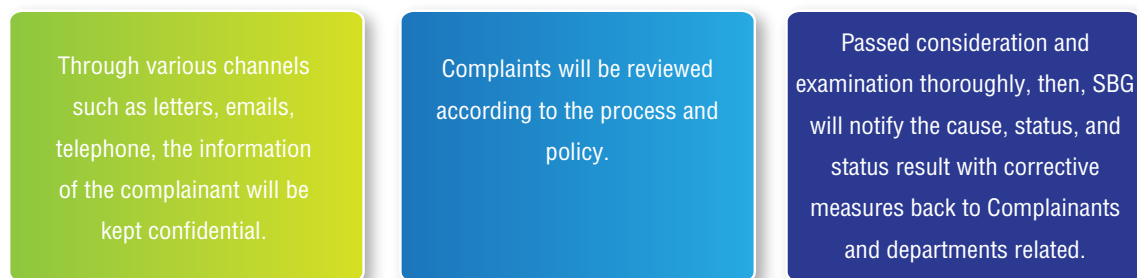 Through various channels
such as letters, emails,
telephone, the information
of the complainant will be
kept confidential.
Complaints will be reviewed
according to the process and
policy.
Passed consideration and
examination thoroughly, then, SBG
will notify the cause, status, and
status result with corrective
measures back to Complainants
and departments related.